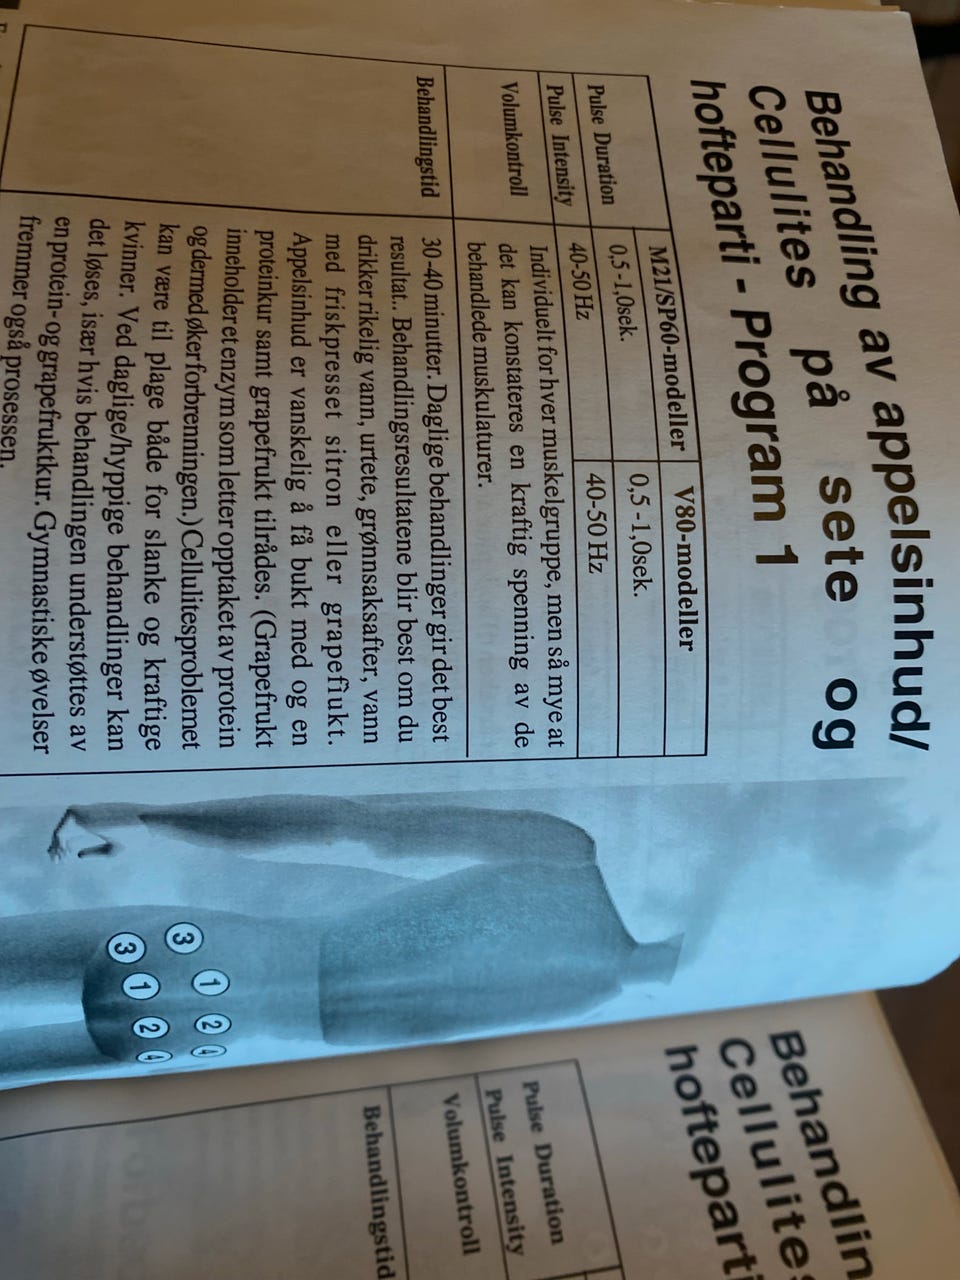 Behandling av appelsinhud/
Cellulites på sete og
hofteparti - Program 1
M21/SP60-modeller V80-modeller
Pulse Duration 0,5-1,0sek. 0,5 -1,0sek.
Pulse Intensity 40-50 Hz 40-50 Hz
Volumkontroll Individuelt for hver muskelgruppe, men så mye at
det kan konstateres en kraftig spenning av de
behandlede muskulaturer.
Behandlingstid 30-40 minutter. Daglige behandlinger gir det best
resultat.. Behandlingsresultatene blir best om du
drikker rikelig vann, urtete, grønnsaksafter, vann
med friskpresset sitron eller grapefiukt.
Appelsinhud er vanskelig å få bukt med og en
proteinkur samt grapefrukt tilrådes. (Grapefrukt
inneholder et enzym som letter opptaket av protein
og dermed øker forbrenningen.) Cellulitesproblemet
kan være til plage både for slanke og kraftige
kvinner. Ved daglige/hyppige behandlinger kan
det løses, især hvis behandlingen understøttes av
en protein- og grapefruktkur. Gymnastiske øvelser
fremmer også prosessen.
3 1 2 4
3 1 2 4
Behandlin
Cellulites
hofteparti
Pulse Duration
Pulse Intensity
Volumkontroll
Behandlingstid